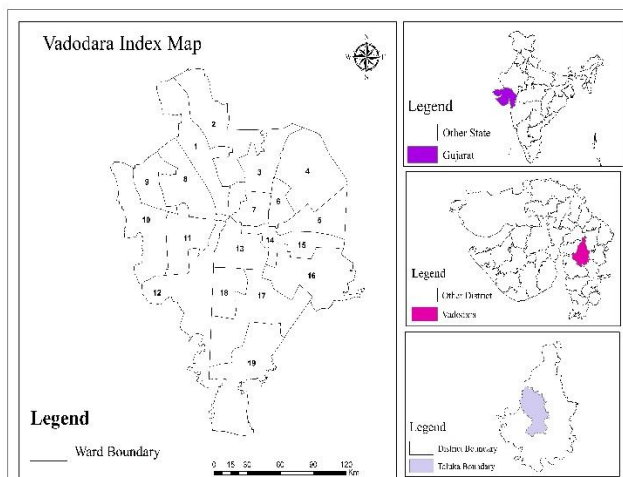 Vadodara Index Map
N
W E
S
2
1
3
4
9
8
6
7
10
5
11
13
14
15
16
12
18
17
19
Legend
Ward Boundary
0 15 30 60 90 120
Km
Legend
Other State
Gujarat
Legend
Other District
Vadodara
Legend
District Boundary
Taluka Boundary